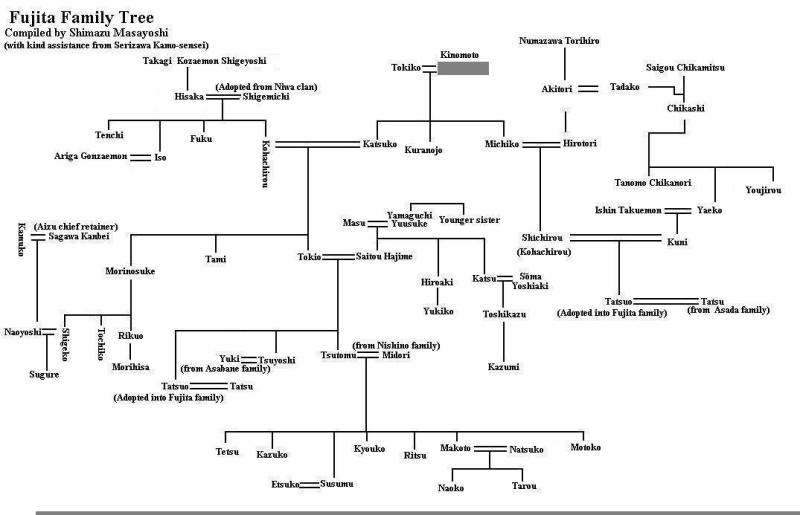 Fujita Family Tree
Compiled by Shimazu Masayoshi
(with kind assistance from Serizawa Kamo-sensei)
Numazawa Torihiro
Kinomoto
Takagi Kozaemon Shigeyoshi
Tokiko
Saigou Chikamitsu
(Adopted from Niwa clan)
Hisaka
Shigemichi
Akitori
Tadako
Chikashi
Tenchi
Fuku
Kohachirou
Katsuko
Kuranojo
Michiko
Hirotori
Ariga Gonzaemon
Iso
Tanomo Chikanori
Youjirou
Yamaguchi
Masu
Yuusuke
Younger sister
Ishin Takuemon
Yaeko
Kamuko
(Aizu chief retainer)
Sagawa Kanbei
Shichirou
(Kohachirou)
Kuni
Morinosuke
Tami
Tokio
Saitou Hajime
Hiroaki
Katsu
Sōma
Yoshiaki
Yukiko
Toshikazu
Tatsuo
(Adopted into Fujita family)
Tatsu
(from Asada family)
Naoyoshi
Shigeko
Tochiko
Rikuo
(from Nishino family)
Yuki
Tsuyoshi
(from Asabane family)
Tsutomu
Midori
Sugure
Morihisa
Kazumi
Tatsuo
Tatsu
(Adopted into Fujita family)
Tetsu
Kazuko
Kyouko
Ritsu
Makoto
Natsuko
Motoko
Etsuko
Susumu
Naoko
Tarou